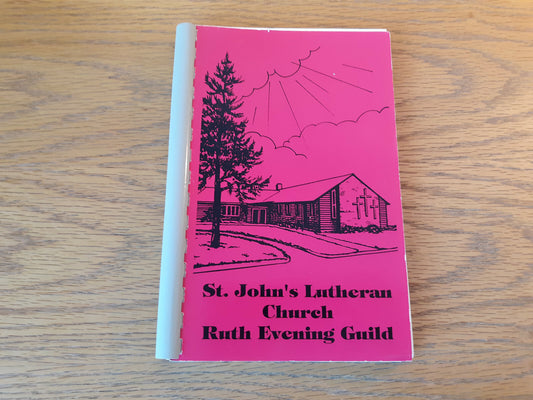 St. John's Lutheran
Church
Ruth Evening Guild